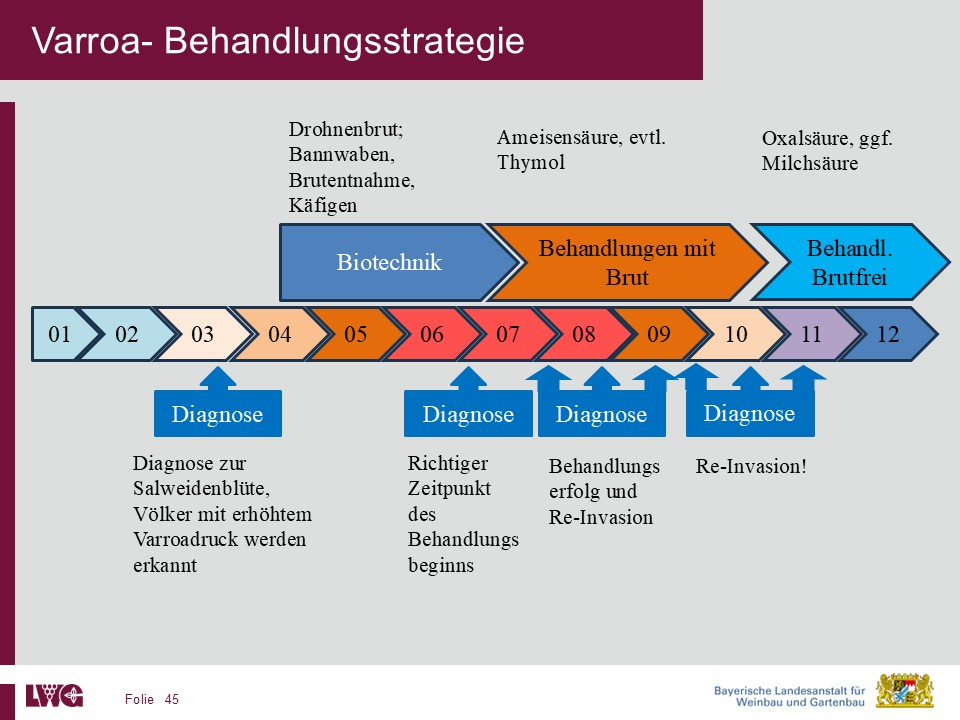 Varroa- Behandlungsstrategie
Drohnenbrut;
Bannwaben,
Brutentnahme,
Käfigen
Ameisensäure, evtl.
Thymol
Oxalsäure, ggf.
Milchsäure
Biotechnik
Behandlungen mit
Brut
Behandl.
Brutfrei
01 02 03 04 05 06 07 08 09 10 11 12
Diagnose
Diagnose
Diagnose
Diagnose
Diagnose zur
Salweidenblüte,
Völker mit erhöhtem
Varroadruck werden
erkannt
Richtiger
Zeitpunkt
des
Behandlungs
beginns
Behandlungs
erfolg und
Re-Invasion
Re-Invasion!
LWG
Folie 45
Bayerische Landesanstalt für
Weinbau und Gartenbau